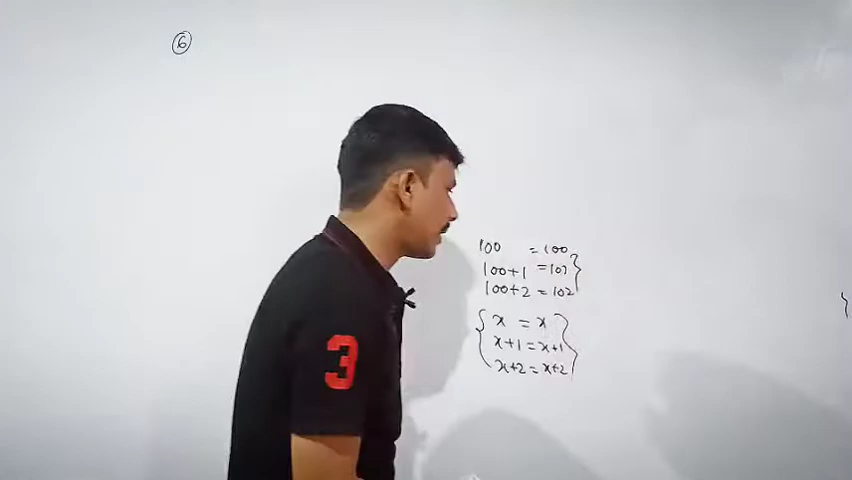 6
100 = 100
100+1 = 101
100+2 = 102
x = x
x+1 = x+1
x+2 = x+2
3